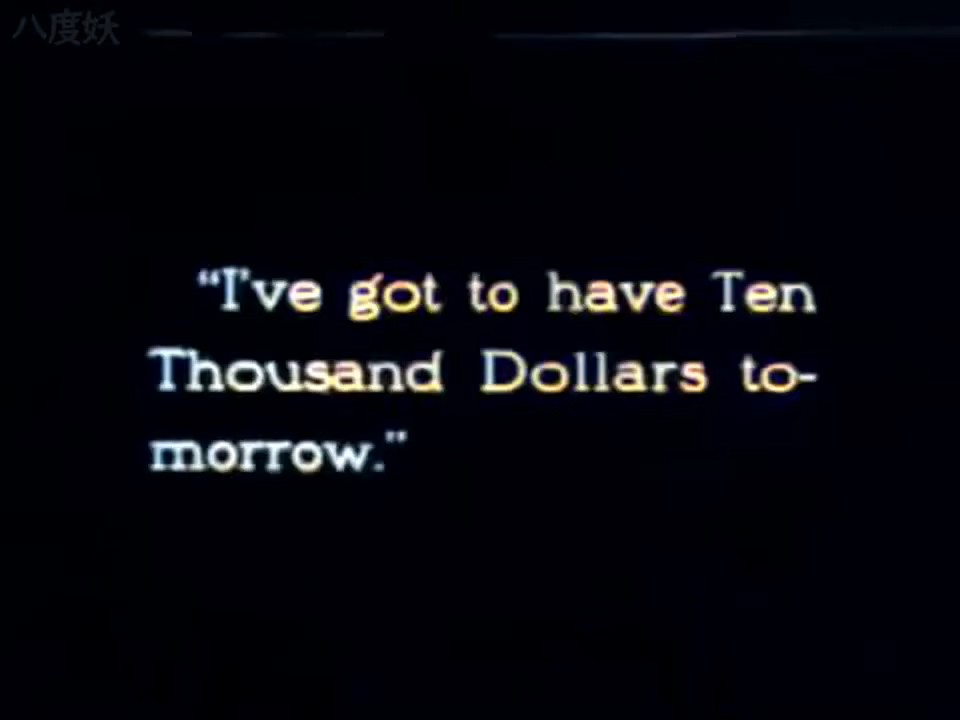 八度妖
“I've got to have Ten
Thousand Dollars to-
morrow.”